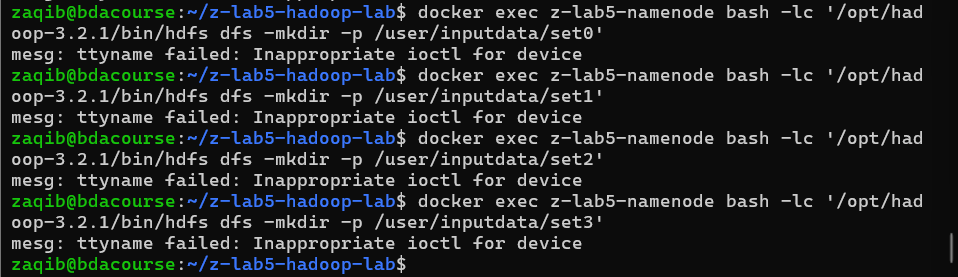 zaqib@bdacourse:~/z-lab5-hadoop-lab$ docker exec z-lab5-namenode bash -lc '/opt/had
oop-3.2.1/bin/hdfs dfs -mkdir -p /user/inputdata/set0'
mesg: ttyname failed: Inappropriate ioctl for device
zaqib@bdacourse:~/z-lab5-hadoop-lab$ docker exec z-lab5-namenode bash -lc '/opt/had
oop-3.2.1/bin/hdfs dfs -mkdir -p /user/inputdata/set1'
mesg: ttyname failed: Inappropriate ioctl for device
zaqib@bdacourse:~/z-lab5-hadoop-lab$ docker exec z-lab5-namenode bash -lc '/opt/had
oop-3.2.1/bin/hdfs dfs -mkdir -p /user/inputdata/set2'
mesg: ttyname failed: Inappropriate ioctl for device
zaqib@bdacourse:~/z-lab5-hadoop-lab$ docker exec z-lab5-namenode bash -lc '/opt/had
oop-3.2.1/bin/hdfs dfs -mkdir -p /user/inputdata/set3'
mesg: ttyname failed: Inappropriate ioctl for device
zaqib@bdacourse:~/z-lab5-hadoop-lab$